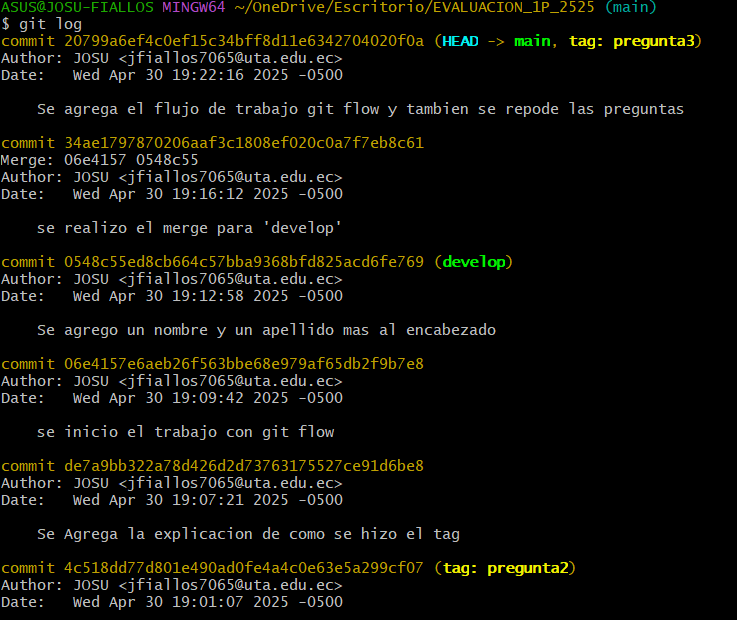 ASUS@JOSU-FIALLOS MINGW64 ~/OneDrive/Escritorio/EVALUACION_1P_2525 (main)
$ git log
commit 20799a6ef4c0ef15c34bff8d11e6342704020f0a (HEAD -> main, tag: pregunta3)
Author: JOSU <jfiallos7065@uta.edu.ec>
Date:   Wed Apr 30 19:22:16 2025 -0500

    Se agrega el flujo de trabajo git flow y tambien se repode las preguntas

commit 34ae1797870206aaf3c1808ef020c0a7f7eb8c61
Merge: 06e4157 0548c55
Author: JOSU <jfiallos7065@uta.edu.ec>
Date:   Wed Apr 30 19:16:12 2025 -0500

    se realizo el merge para 'develop'

commit 0548c55ed8cb664c57bba9368bfd825acd6fe769 (develop)
Author: JOSU <jfiallos7065@uta.edu.ec>
Date:   Wed Apr 30 19:12:58 2025 -0500

    Se agrego un nombre y un apellido mas al encabezado

commit 06e4157e6aeb26f563bbe68e979af65db2f9b7e8
Author: JOSU <jfiallos7065@uta.edu.ec>
Date:   Wed Apr 30 19:09:42 2025 -0500

    se inicio el trabajo con git flow

commit de7a9bb322a78d426d2d73763175527ce91d6be8
Author: JOSU <jfiallos7065@uta.edu.ec>
Date:   Wed Apr 30 19:07:21 2025 -0500

    Se Agrega la explicacion de como se hizo el tag

commit 4c518dd77d801e490ad0fe4a4c0e63e5a299cf07 (tag: pregunta2)
Author: JOSU <jfiallos7065@uta.edu.ec>
Date:   Wed Apr 30 19:01:07 2025 -0500